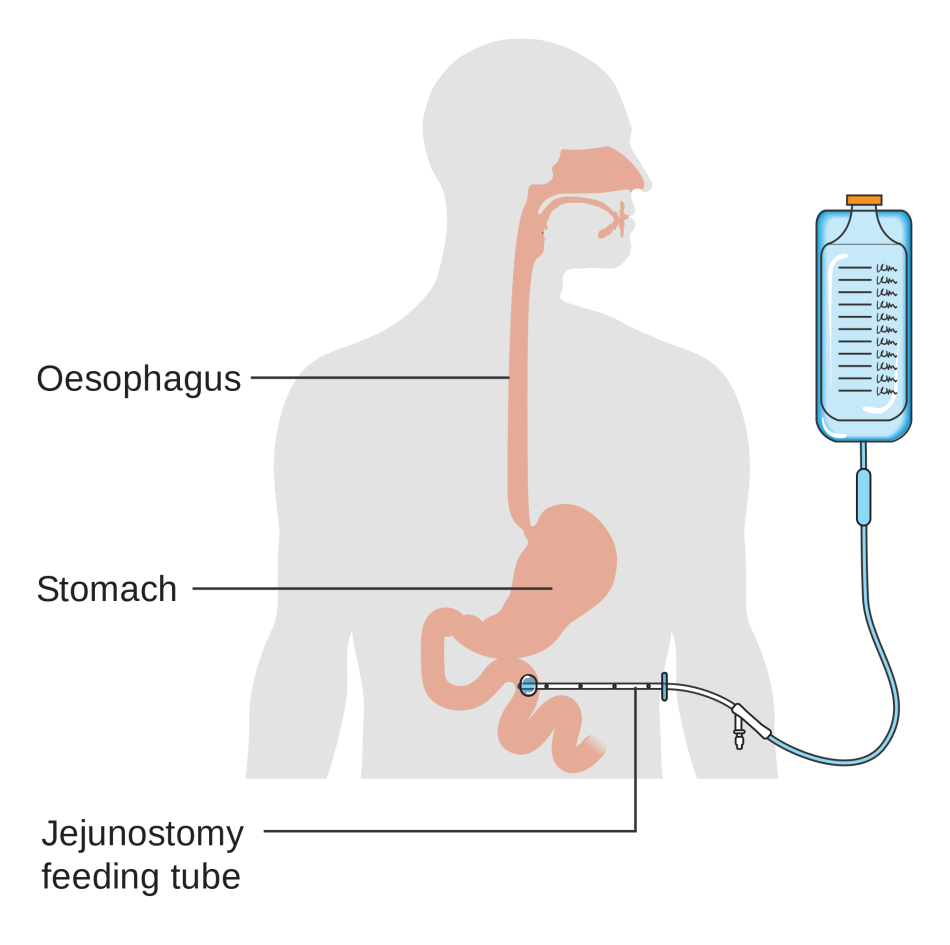 Oesophagus
Stomach
Jejunostomy
feeding tube